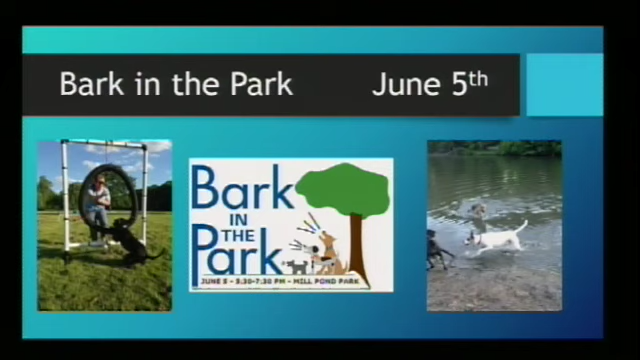 Bark in the Park June 5th
Bark
IN
THE
Park
JUNE 5 - 5:30-7:30 PM - MILL POND PARK